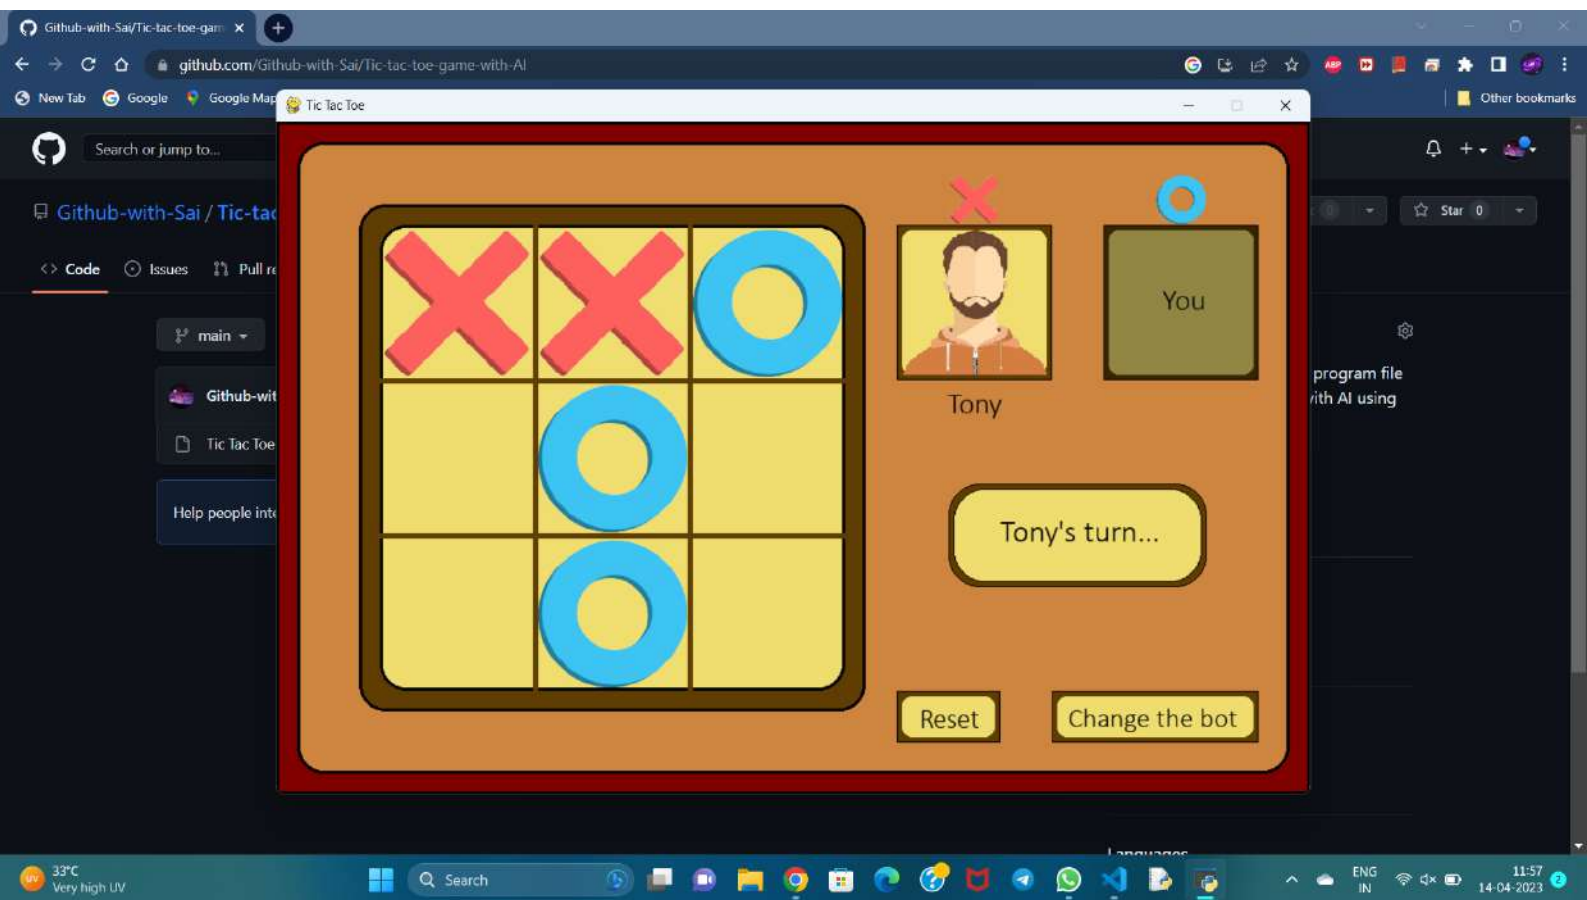 Github-with-Sai/Tic-tac-toe-gam
github.com/Github-with-Sai/Tic-tac-toe-game-with-AI
New Tab
Google
Google Map
Other bookmarks
Tic Tac Toe
Search or jump to...
Github-with-Sai / Tic-tac
Star 0
Code
Issues
Pull re
main
Github-wit
Tic Tac Toe
Help people inte
program file
ith AI using
You
Tony
Tony's turn...
Reset
Change the bot
Languages
33°C
Very high UV
Search
ENG
IN
11:57
14-04-2023
2